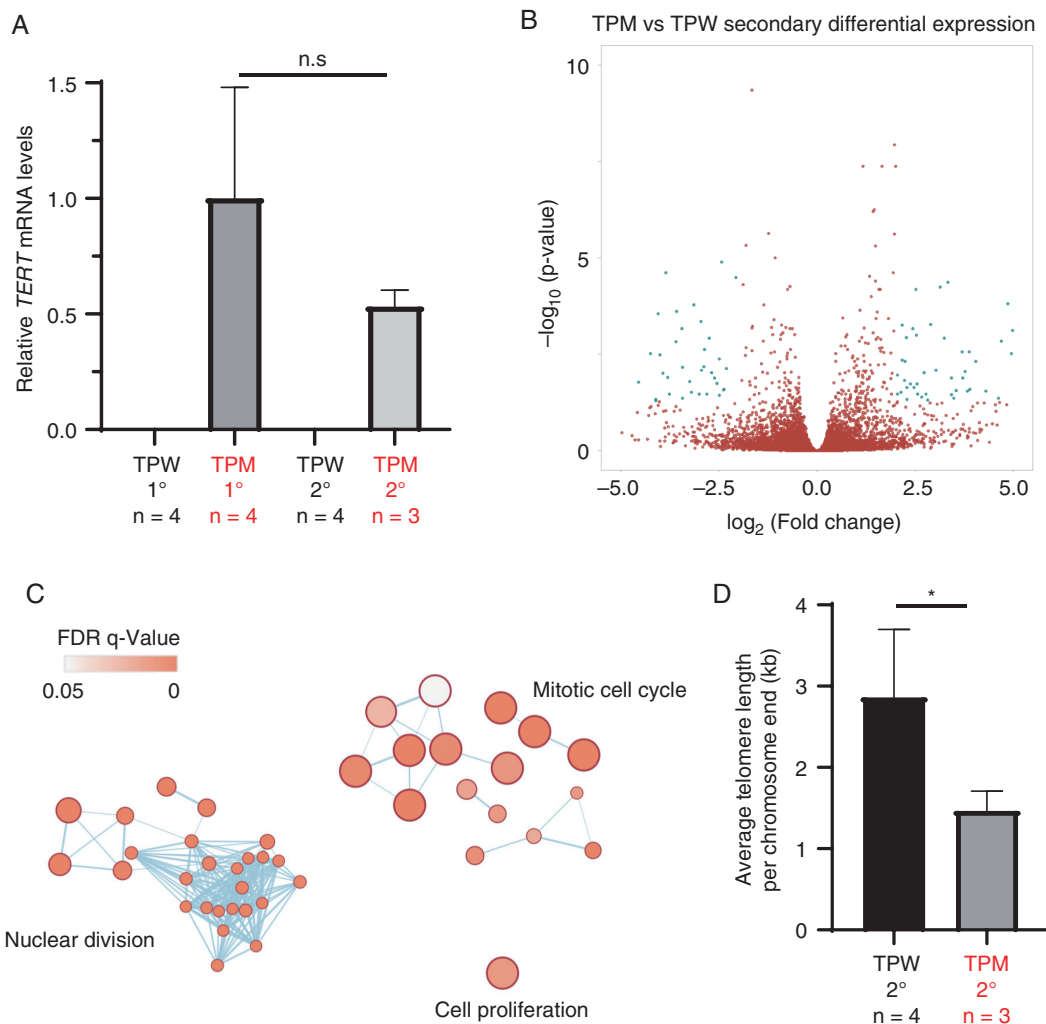 A
n.s
Relative TERT mRNA levels
1.5
1.0
0.5
0.0
TPW TPM TPW TPM
1° 1° 2° 2°
n = 4 n = 4 n = 4 n = 3
B
TPM vs TPW secondary differential expression
–log10 (p-value)
10
5
0
–5.0 –2.5 0.0 2.5 5.0
log2 (Fold change)
C
FDR q-Value
0.05 0
Mitotic cell cycle
Nuclear division
Cell proliferation
D
*
Average telomere length
per chromosome end (kb)
4
3
2
1
0
TPW TPM
2° 2°
n = 4 n = 3